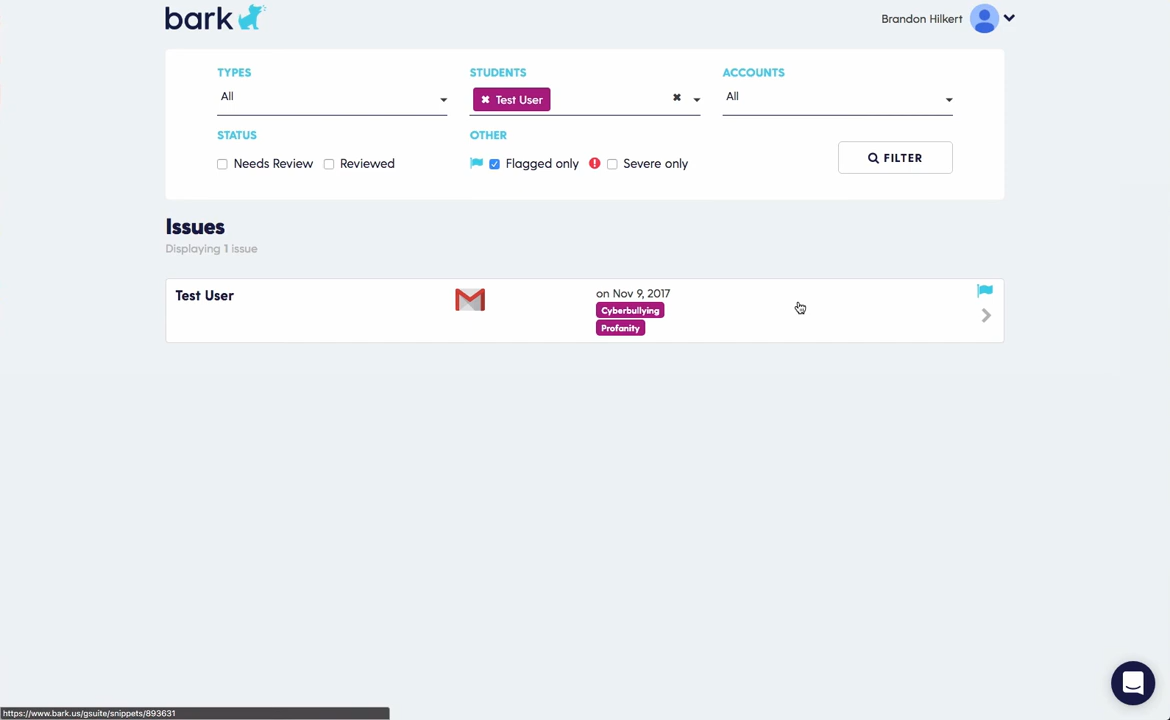 bark
Brandon Hilkert
TYPES
STUDENTS
ACCOUNTS
All
✖ Test User
✖
All
STATUS
OTHER
Needs Review
Reviewed
Flagged only
Severe only
FILTER
Issues
Displaying 1 issue
Test User
on Nov 9, 2017
Cyberbullying
Profanity
https://www.bark.us/gsuite/snippets/893631